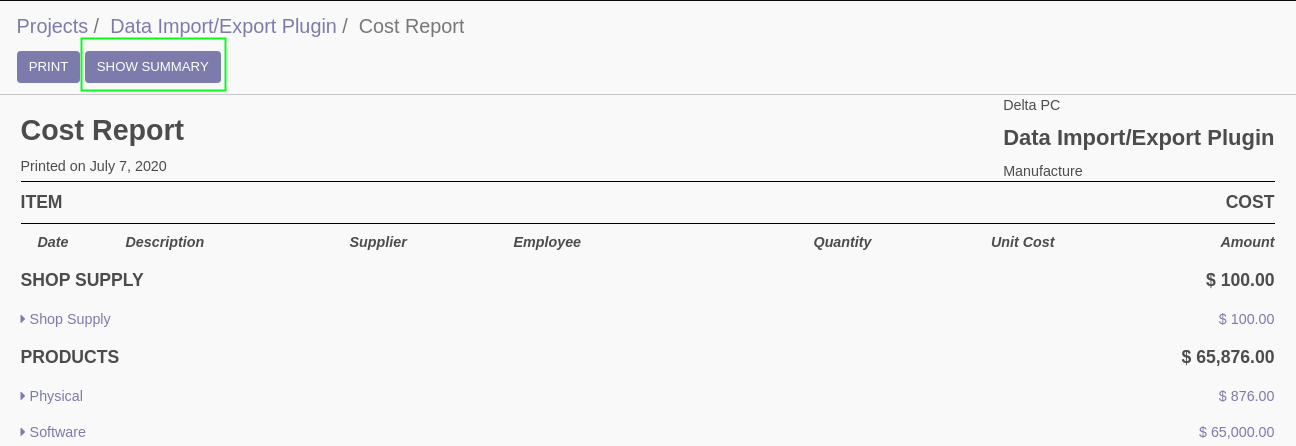 Projects / Data Import/Export Plugin / Cost Report
PRINT SHOW SUMMARY
Delta PC
Cost Report
Data Import/Export Plugin
Printed on July 7, 2020
Manufacture
ITEM COST
Date Description Supplier Employee Quantity Unit Cost Amount
SHOP SUPPLY $ 100.00
Shop Supply $ 100.00
PRODUCTS $ 65,876.00
Physical $ 876.00
Software $ 65,000.00